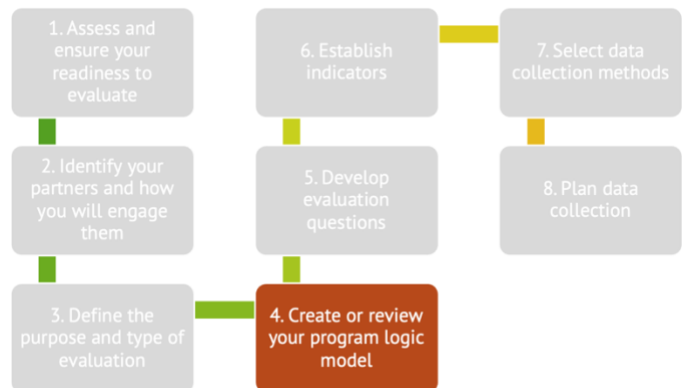 1. Assess and
ensure your
readiness to
evaluate
2. Identify your
partners and how
you will engage
them
3. Define the
purpose and type of
evaluation
4. Create or review
your program logic
model
5. Develop
evaluation
questions
6. Establish
indicators
7. Select data
collection methods
8. Plan data
collection